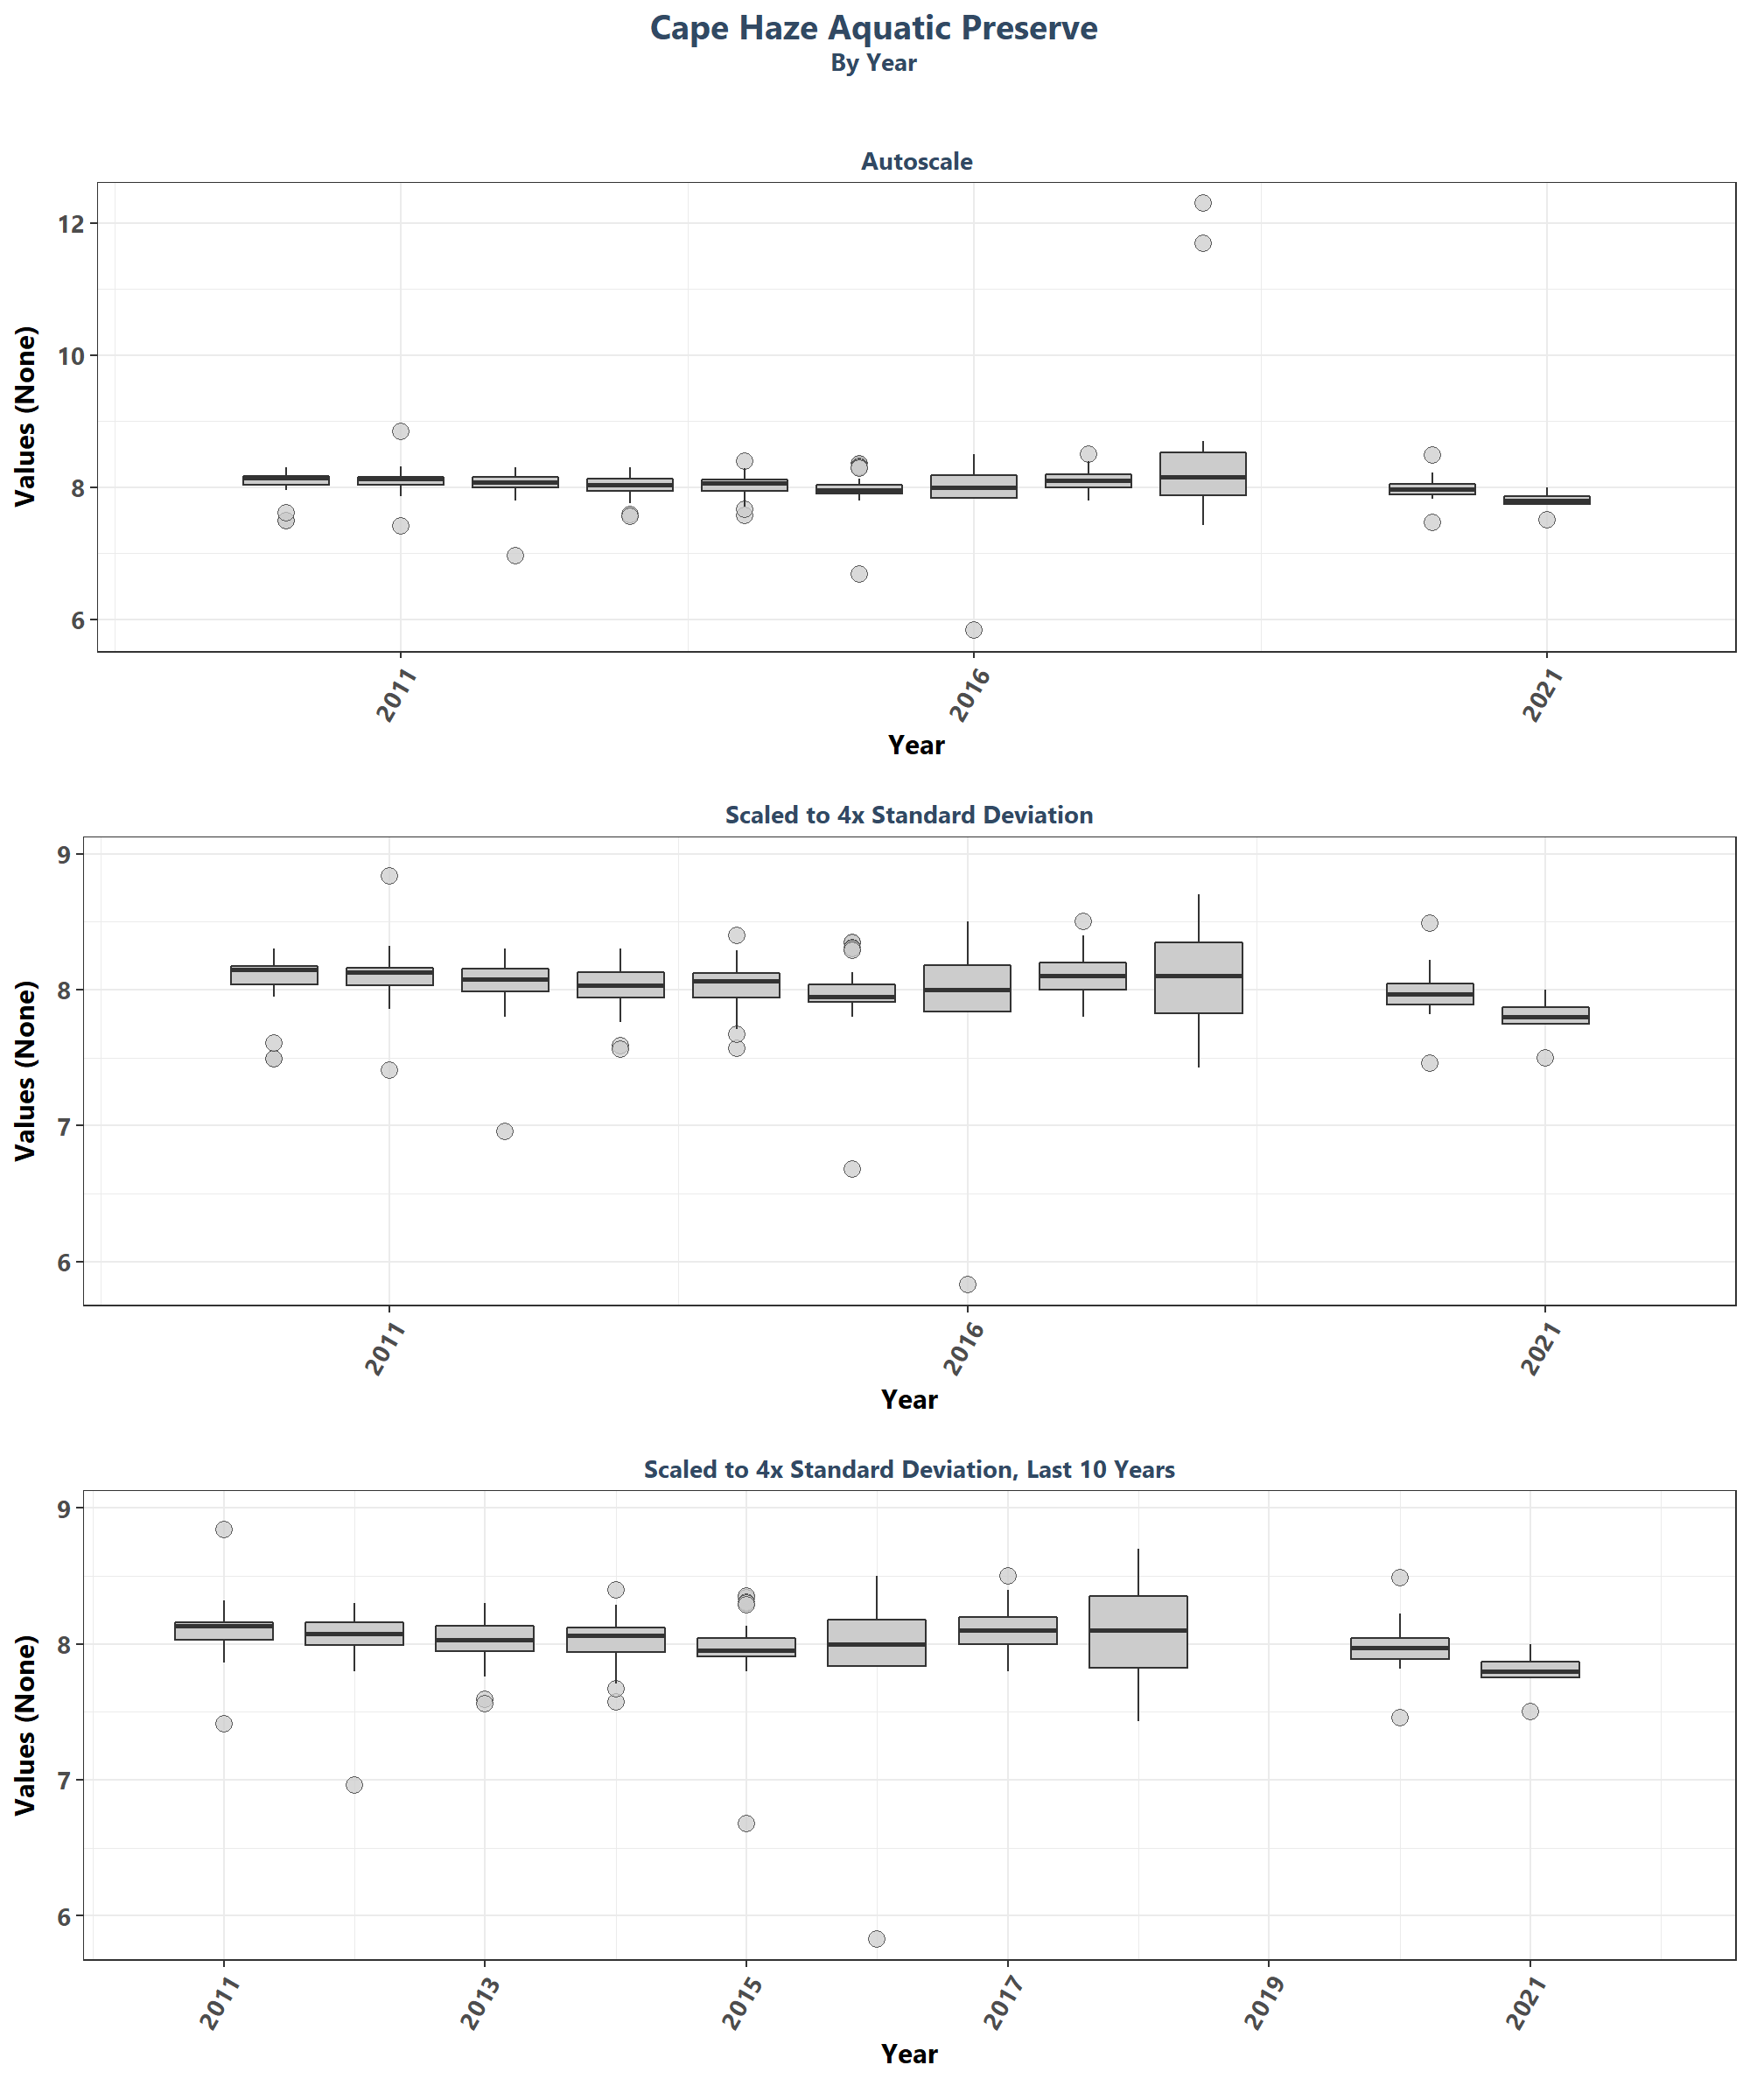 Cape Haze Aquatic Preserve
By Year
Autoscale
Values (None)
12
10
8
6
2011
2016
2021
Year
Scaled to 4x Standard Deviation
Values (None)
9
8
7
6
2011
2016
2021
Year
Scaled to 4x Standard Deviation, Last 10 Years
Values (None)
9
8
7
6
2011
2013
2015
2017
2019
2021
Year